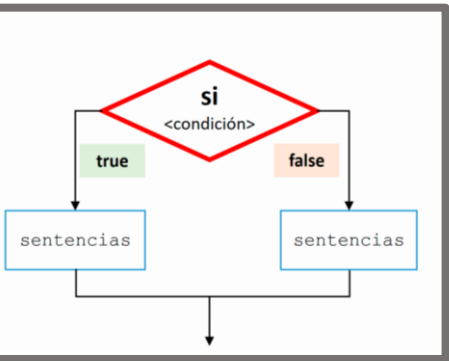 si
<condición>
true
false
sentencias
sentencias